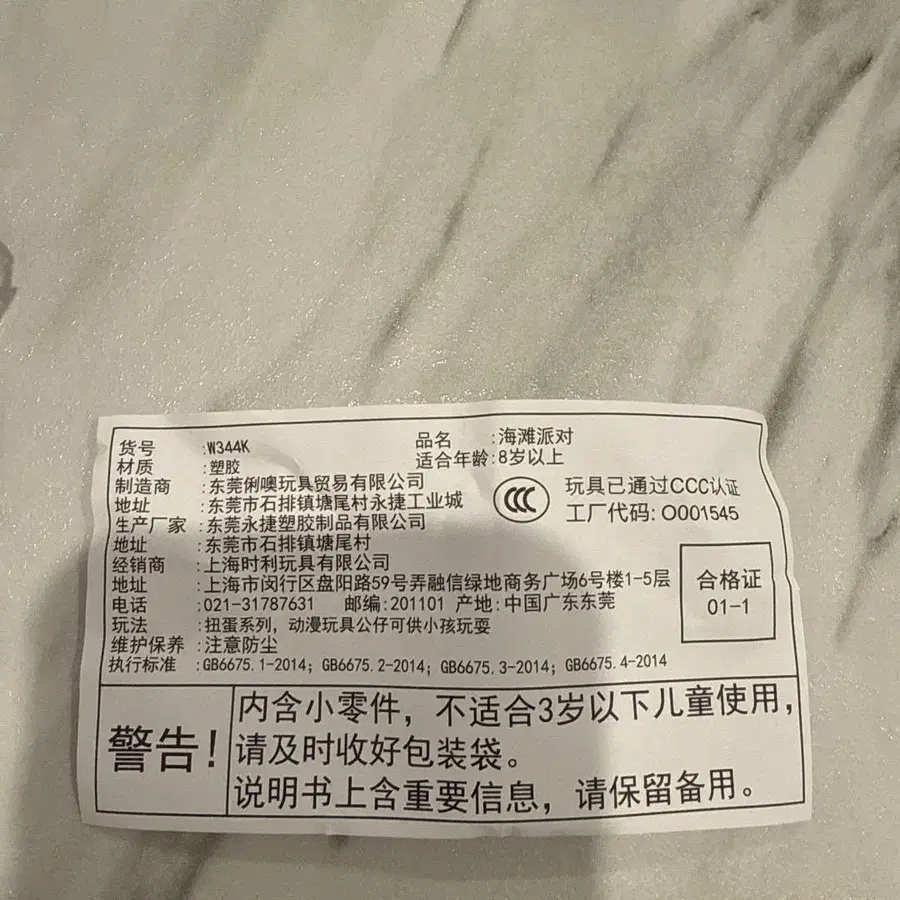 货号 :W344K 品名 :海滩派对
材质 :塑胶 适合年龄:8岁以上
制造商 :东莞俐噢玩具贸易有限公司
地址 :东莞市石排镇塘尾村永捷工业城
生产厂家 :东莞永捷塑胶制品有限公司
地址 :东莞市石排镇塘尾村
经销商 :上海时利玩具有限公司
地址 :上海市闵行区盘阳路59号弄融信绿地商务广场6号楼1-5层
电话 :021-31787631 邮编:201101 产地:中国广东东莞
玩法 :扭蛋系列，动漫玩具公仔可供小孩玩耍
维护保养 :注意防尘
执行标准 :GB6675.1-2014; GB6675.2-2014; GB6675.3-2014; GB6675.4-2014
CCC
玩具已通过CCC认证
工厂代码: O001545
合格证
01-1
警告!
内含小零件，不适合3岁以下儿童使用，
请及时收好包装袋。
说明书上含重要信息，请保留备用。